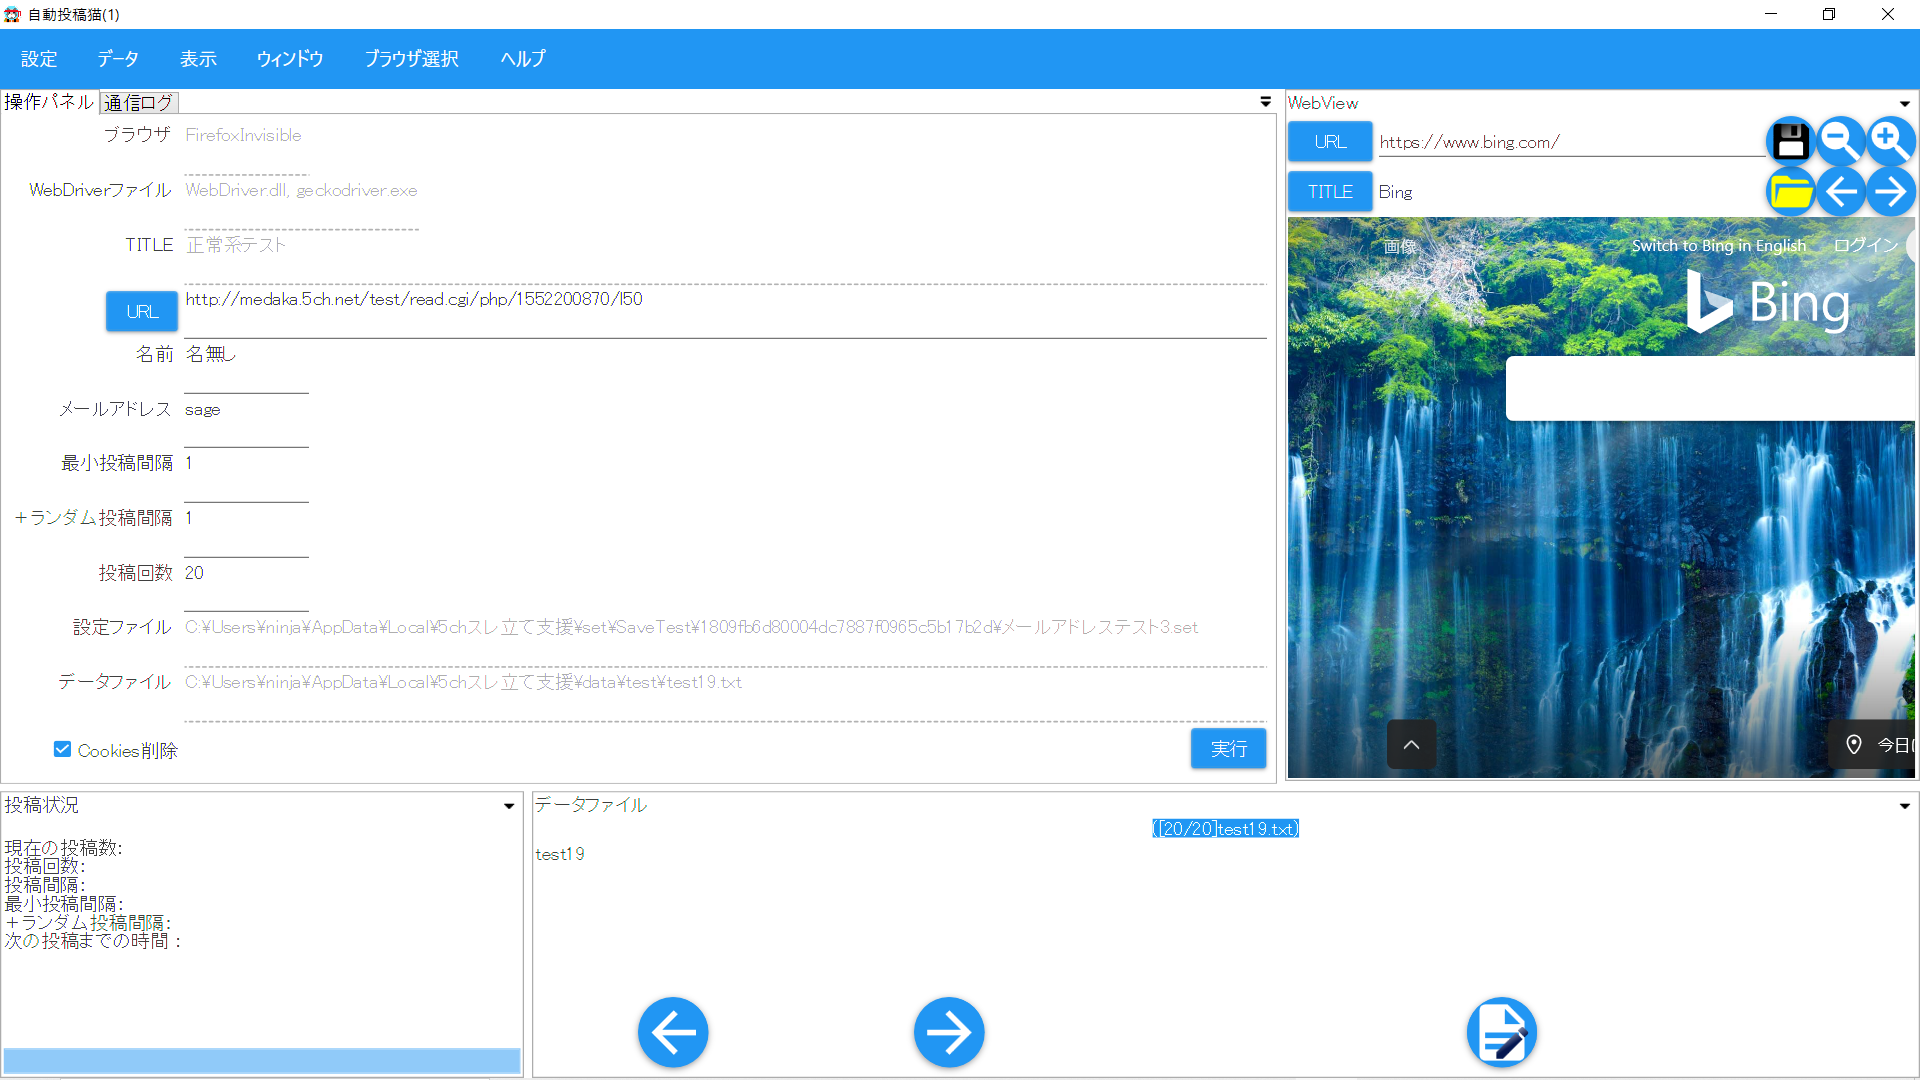 自動投稿猫(1)
設定 データ 表示 ウィンドウ ブラウザ選択 ヘルプ
操作パネル 通信ログ
ブラウザ FirefoxInvisible
WebDriverファイル WebDriver.dll, geckodriver.exe
TITLE 正常系テスト
URL http://medaka.5ch.net/test/read.cgi/php/1552200870/l50
名前 名無し
メールアドレス sage
最小投稿間隔 1
＋ランダム投稿間隔 1
投稿回数 20
設定ファイル C:¥Users¥ninja¥AppData¥Local¥5chスレ立て支援¥set¥SaveTest¥1809fb6d80004dc7887f0965c5b17b2d¥メールアドレステスト3.set
データファイル C:¥Users¥ninja¥AppData¥Local¥5chスレ立て支援¥data¥test¥test19.txt
Cookies削除 実行
WebView
URL https://www.bing.com/
TITLE Bing
画像 Switch to Bing in English ログイン
Bing
今日
投稿状況
現在の投稿数:
投稿回数:
投稿間隔:
最小投稿間隔:
＋ランダム投稿間隔:
次の投稿までの時間：
データファイル
([20/20]test19.txt)
test19